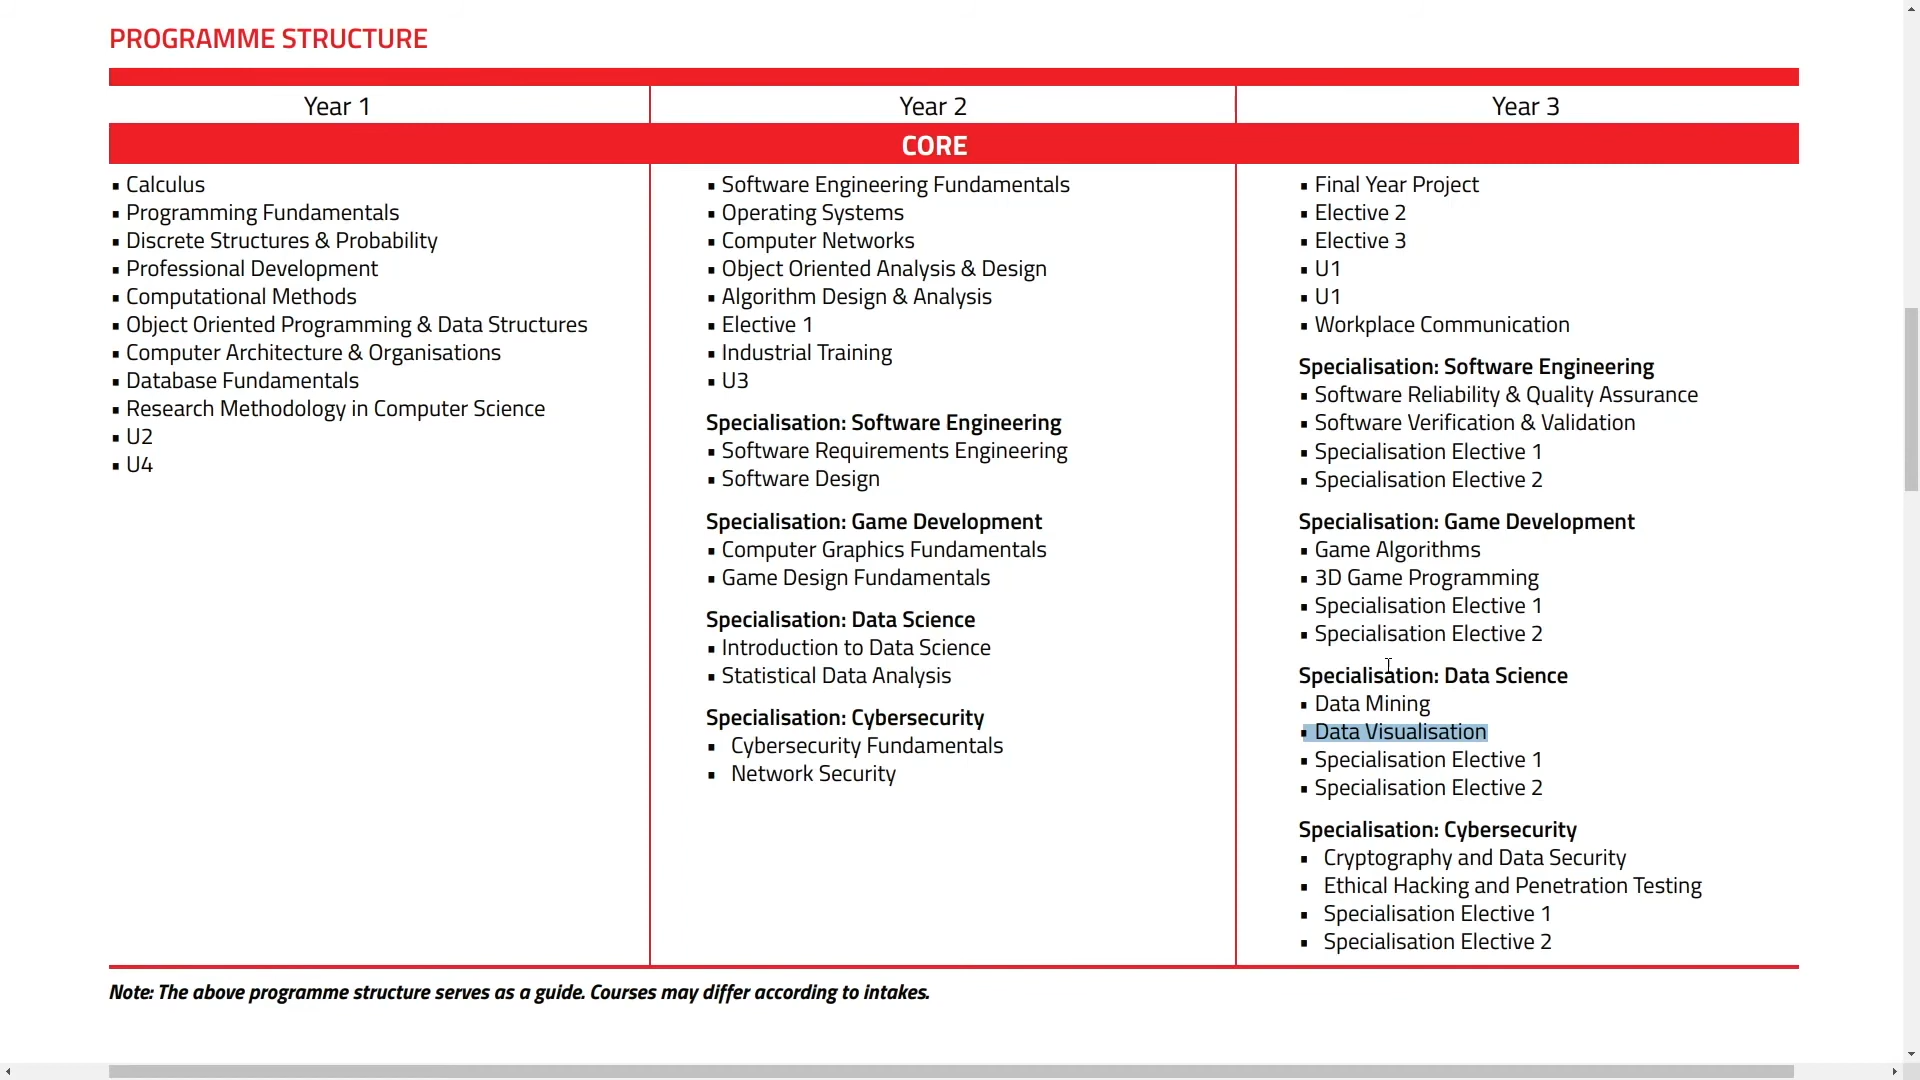 PROGRAMME STRUCTURE
Year 1
Year 2
Year 3
CORE
▪ Calculus
▪ Programming Fundamentals
▪ Discrete Structures & Probability
▪ Professional Development
▪ Computational Methods
▪ Object Oriented Programming & Data Structures
▪ Computer Architecture & Organisations
▪ Database Fundamentals
▪ Research Methodology in Computer Science
▪ U2
▪ U4
▪ Software Engineering Fundamentals
▪ Operating Systems
▪ Computer Networks
▪ Object Oriented Analysis & Design
▪ Algorithm Design & Analysis
▪ Elective 1
▪ Industrial Training
▪ U3
Specialisation: Software Engineering
▪ Software Requirements Engineering
▪ Software Design
Specialisation: Game Development
▪ Computer Graphics Fundamentals
▪ Game Design Fundamentals
Specialisation: Data Science
▪ Introduction to Data Science
▪ Statistical Data Analysis
Specialisation: Cybersecurity
▪ Cybersecurity Fundamentals
▪ Network Security
▪ Final Year Project
▪ Elective 2
▪ Elective 3
▪ U1
▪ U1
▪ Workplace Communication
Specialisation: Software Engineering
▪ Software Reliability & Quality Assurance
▪ Software Verification & Validation
▪ Specialisation Elective 1
▪ Specialisation Elective 2
Specialisation: Game Development
▪ Game Algorithms
▪ 3D Game Programming
▪ Specialisation Elective 1
▪ Specialisation Elective 2
Specialisation: Data Science
▪ Data Mining
▪ Data Visualisation
▪ Specialisation Elective 1
▪ Specialisation Elective 2
Specialisation: Cybersecurity
▪ Cryptography and Data Security
▪ Ethical Hacking and Penetration Testing
▪ Specialisation Elective 1
▪ Specialisation Elective 2
Note: The above programme structure serves as a guide. Courses may differ according to intakes.